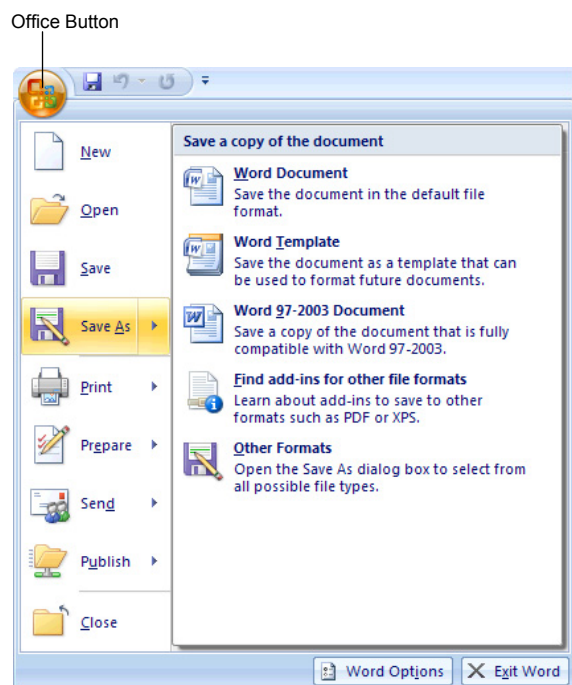 Office Button
New
Open
Save
Save As
Print
Prepare
Send
Publish
Close
Save a copy of the document
Word Document
Save the document in the default file
format.
Word Template
Save the document as a template that can
be used to format future documents.
Word 97-2003 Document
Save a copy of the document that is fully
compatible with Word 97-2003.
Find add-ins for other file formats
Learn about add-ins to save to other
formats such as PDF or XPS.
Other Formats
Open the Save As dialog box to select from
all possible file types.
Word Options
Exit Word